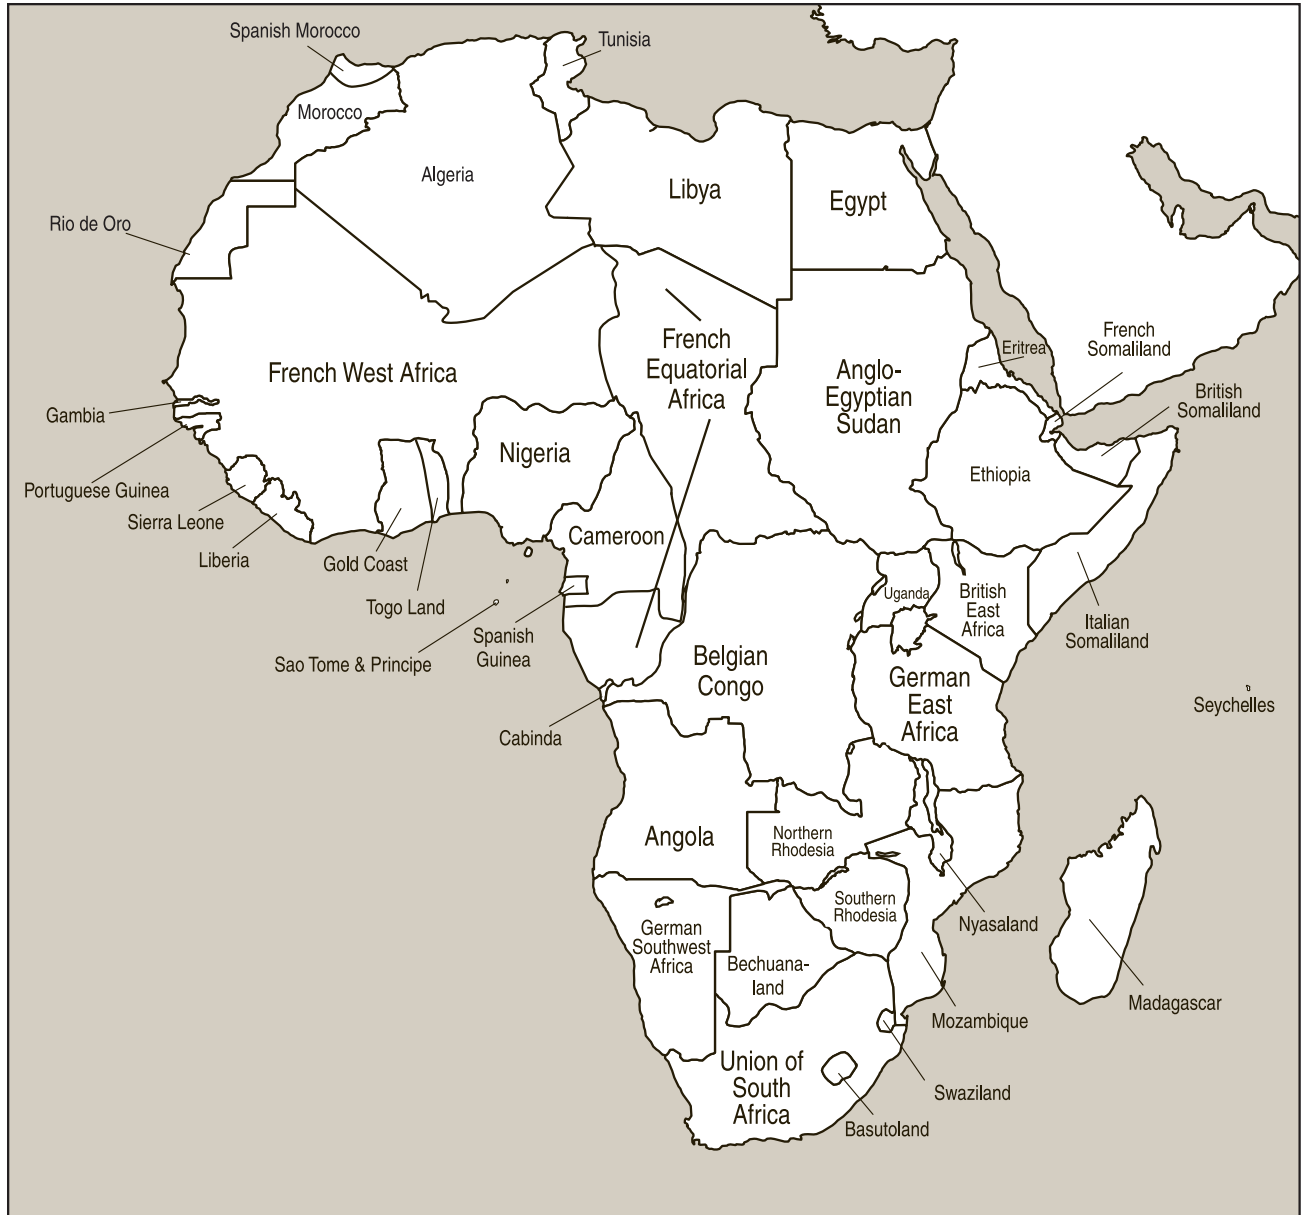 Spanish Morocco
Tunisia
Morocco
Algeria
Libya
Egypt
Rio de Oro
French West Africa
French
Equatorial
Africa
Anglo-
Egyptian
Sudan
Eritrea
French
Somaliland
British
Somaliland
Gambia
Portuguese Guinea
Sierra Leone
Liberia
Gold Coast
Togo Land
Nigeria
Cameroon
Ethiopia
Sao Tome & Principe
Spanish
Guinea
Cabinda
Belgian
Congo
Uganda
British
East
Africa
Italian
Somaliland
German
East
Africa
Seychelles
Angola
Northern
Rhodesia
Southern
Rhodesia
Nyasaland
German
Southwest
Africa
Bechuana-
land
Mozambique
Madagascar
Union of
South
Africa
Swaziland
Basutoland